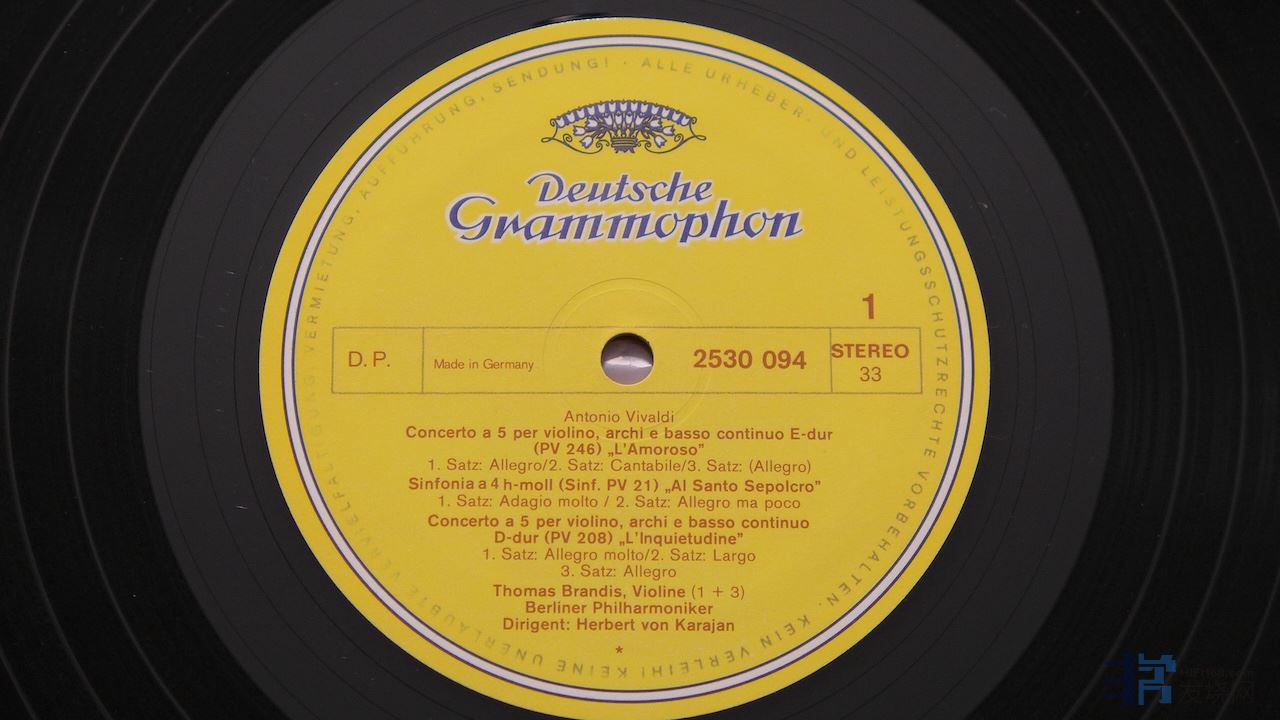 ALLE URHEBER- UND LEISTUNGSSCHUTZRECHTE VORBEHALTEN · KEIN VERLEIH! KEINE UNERLAUBTE VERVIELFÄLTIGUNG, VERMIETUNG, AUFFÜHRUNG, SENDUNG! ·
Deutsche
Grammophon
1
D. P.
Made in Germany
2530 094
STEREO
33
Antonio Vivaldi
Concerto a 5 per violino, archi e basso continuo E-dur
(PV 246) „L'Amoroso”
1. Satz: Allegro/2. Satz: Cantabile/3. Satz: (Allegro)
Sinfonia a 4 h-moll (Sinf. PV 21) „Al Santo Sepolcro”
1. Satz: Adagio molto / 2. Satz: Allegro ma poco
Concerto a 5 per violino, archi e basso continuo
D-dur (PV 208) „L'Inquietudine”
1. Satz: Allegro molto/2. Satz: Largo
3. Satz: Allegro
Thomas Brandis, Violine (1 + 3)
Berliner Philharmoniker
Dirigent: Herbert von Karajan
*